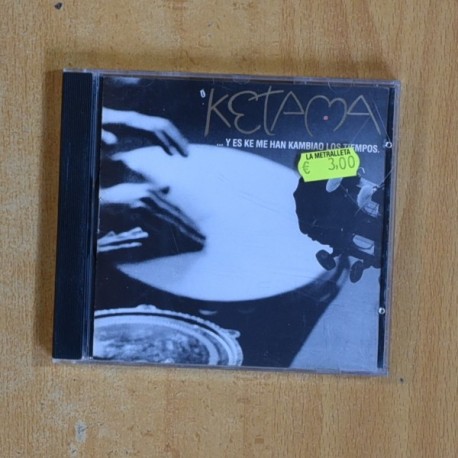 KETAMA
... Y ES KE ME HAN KAMBIAO LOS TIEMPOS.
LA METRALLETA
€ 3,00